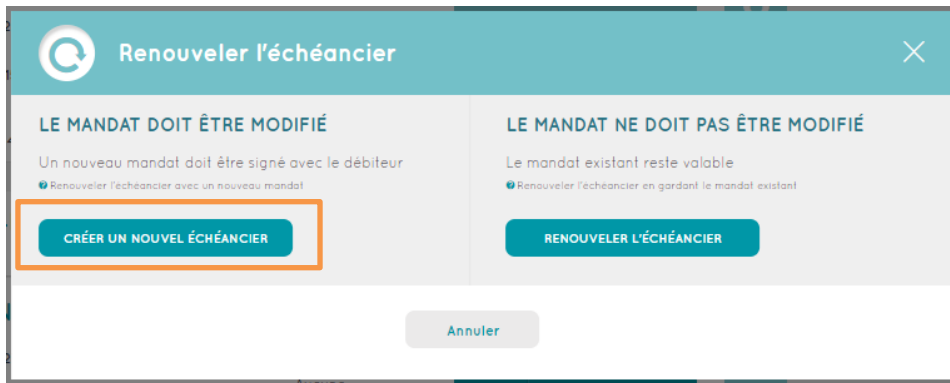 Renouveler l'échéancier
LE MANDAT DOIT ÊTRE MODIFIÉ
Un nouveau mandat doit être signé avec le débiteur
Renouveler l'échéancier avec un nouveau mandat
CRÉER UN NOUVEL ÉCHÉANCIER
LE MANDAT NE DOIT PAS ÊTRE MODIFIÉ
Le mandat existant reste valable
Renouveler l'échéancier en gardant le mandat existant
RENOUVELER L'ÉCHÉANCIER
Annuler